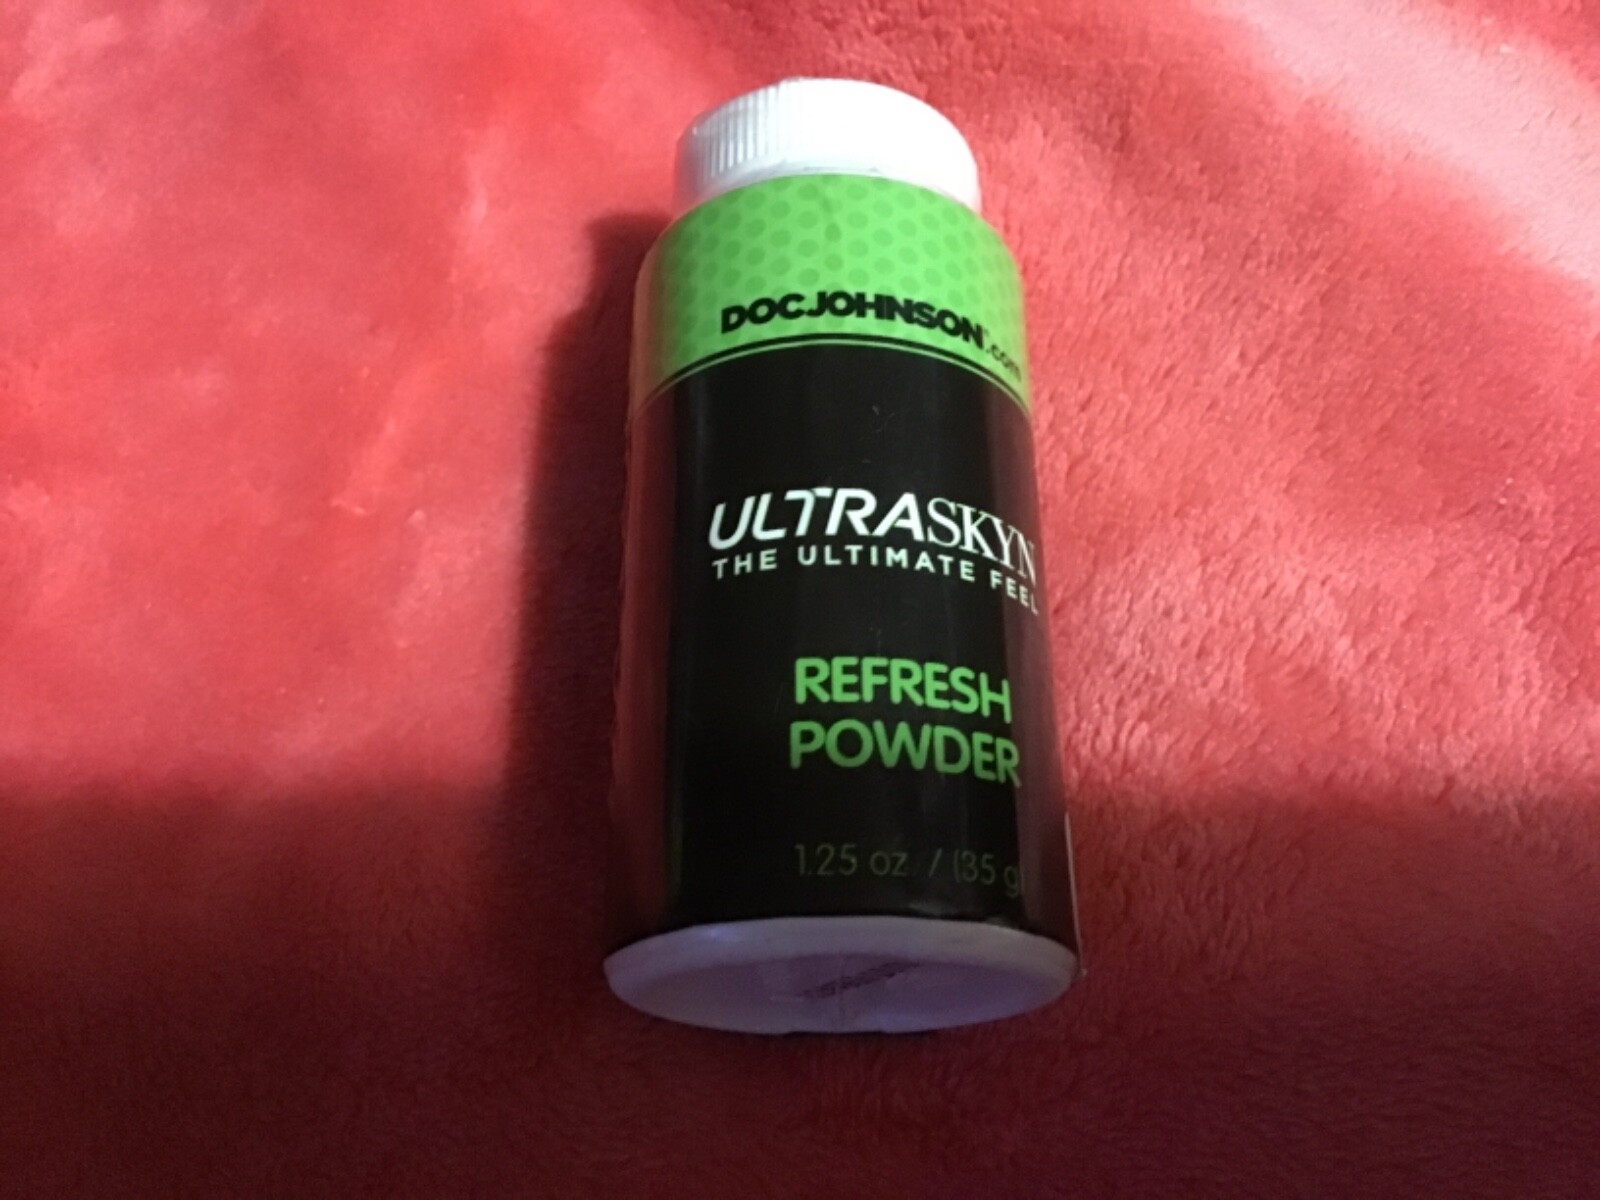 DOCJOHNSON.com
ULTRASKYN
THE ULTIMATE FEEL
REFRESH
POWDER
1.25 oz. / (35 g